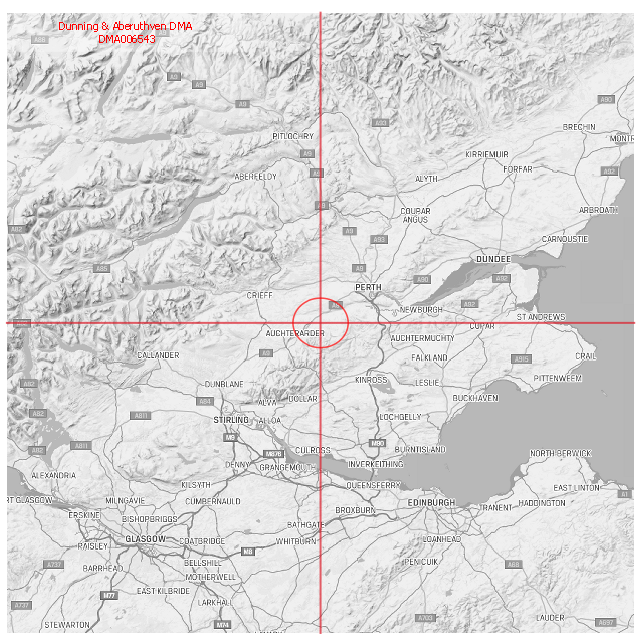 Dunning & Aberuthven DMA
DMA006543
A9
A9
A9
A90
A93
BRECHIN
PITLOCHRY
MONTR
A9
KIRRIEMUIR
A9
FORFAR
A92
ABERFELDY
ALYTH
A9
COUPAR
ANGUS
ARBROATH
A82
A9
A93
CARNOUSTIE
DUNDEE
A85
A9
A90
A92
PERTH
CRIEFF
A92
NEWBURGH
ST ANDREWS
CUPAR
AUCHTERARDER
AUCHTERMUCHTY
CALLANDER
A9
FALKLAND
A915
CRAIL
A82
DUNBLANE
KINROSS
LESLIE
PITTENWEEM
A84
ALVA
DOLLAR
BUCKHAVEN
A82
A811
STIRLING
ALLOA
LOCHGELLY
M9
M90
A82
A811
M876
CULROSS
BURNTISLAND
NORTH BERWICK
DENNY
GRANGEMOUTH
INVERKEITHING
ALEXANDRIA
KILSYTH
QUEENSFERRY
EAST LINTON
A1
RT GLASGOW
MILNGAVIE
CUMBERNAULD
EDINBURGH
HADDINGTON
ERSKINE
BISHOPBRIGGS
BROXBURN
TRANENT
BATHGATE
PAISLEY
GLASGOW
COATBRIDGE
WHITBURN
LOANHEAD
M8
A737
BARRHEAD
BELLSHILL
PENICUIK
A68
MOTHERWELL
EAST KILBRIDE
M77
LARKHALL
A737
STEWARTON
M74
A703
LAUDER
A697